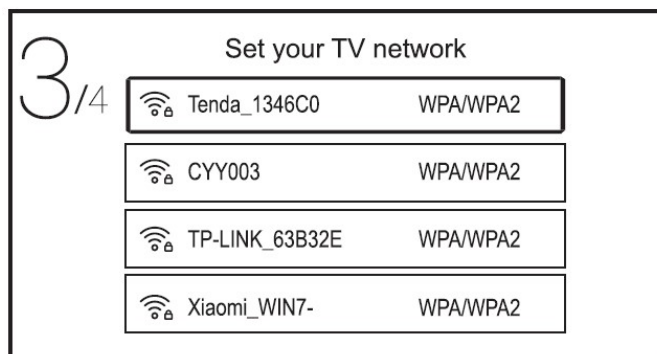 3/4
Set your TV network
Tenda_1346C0 WPA/WPA2
CYY003 WPA/WPA2
TP-LINK_63B32E WPA/WPA2
Xiaomi_WIN7- WPA/WPA2